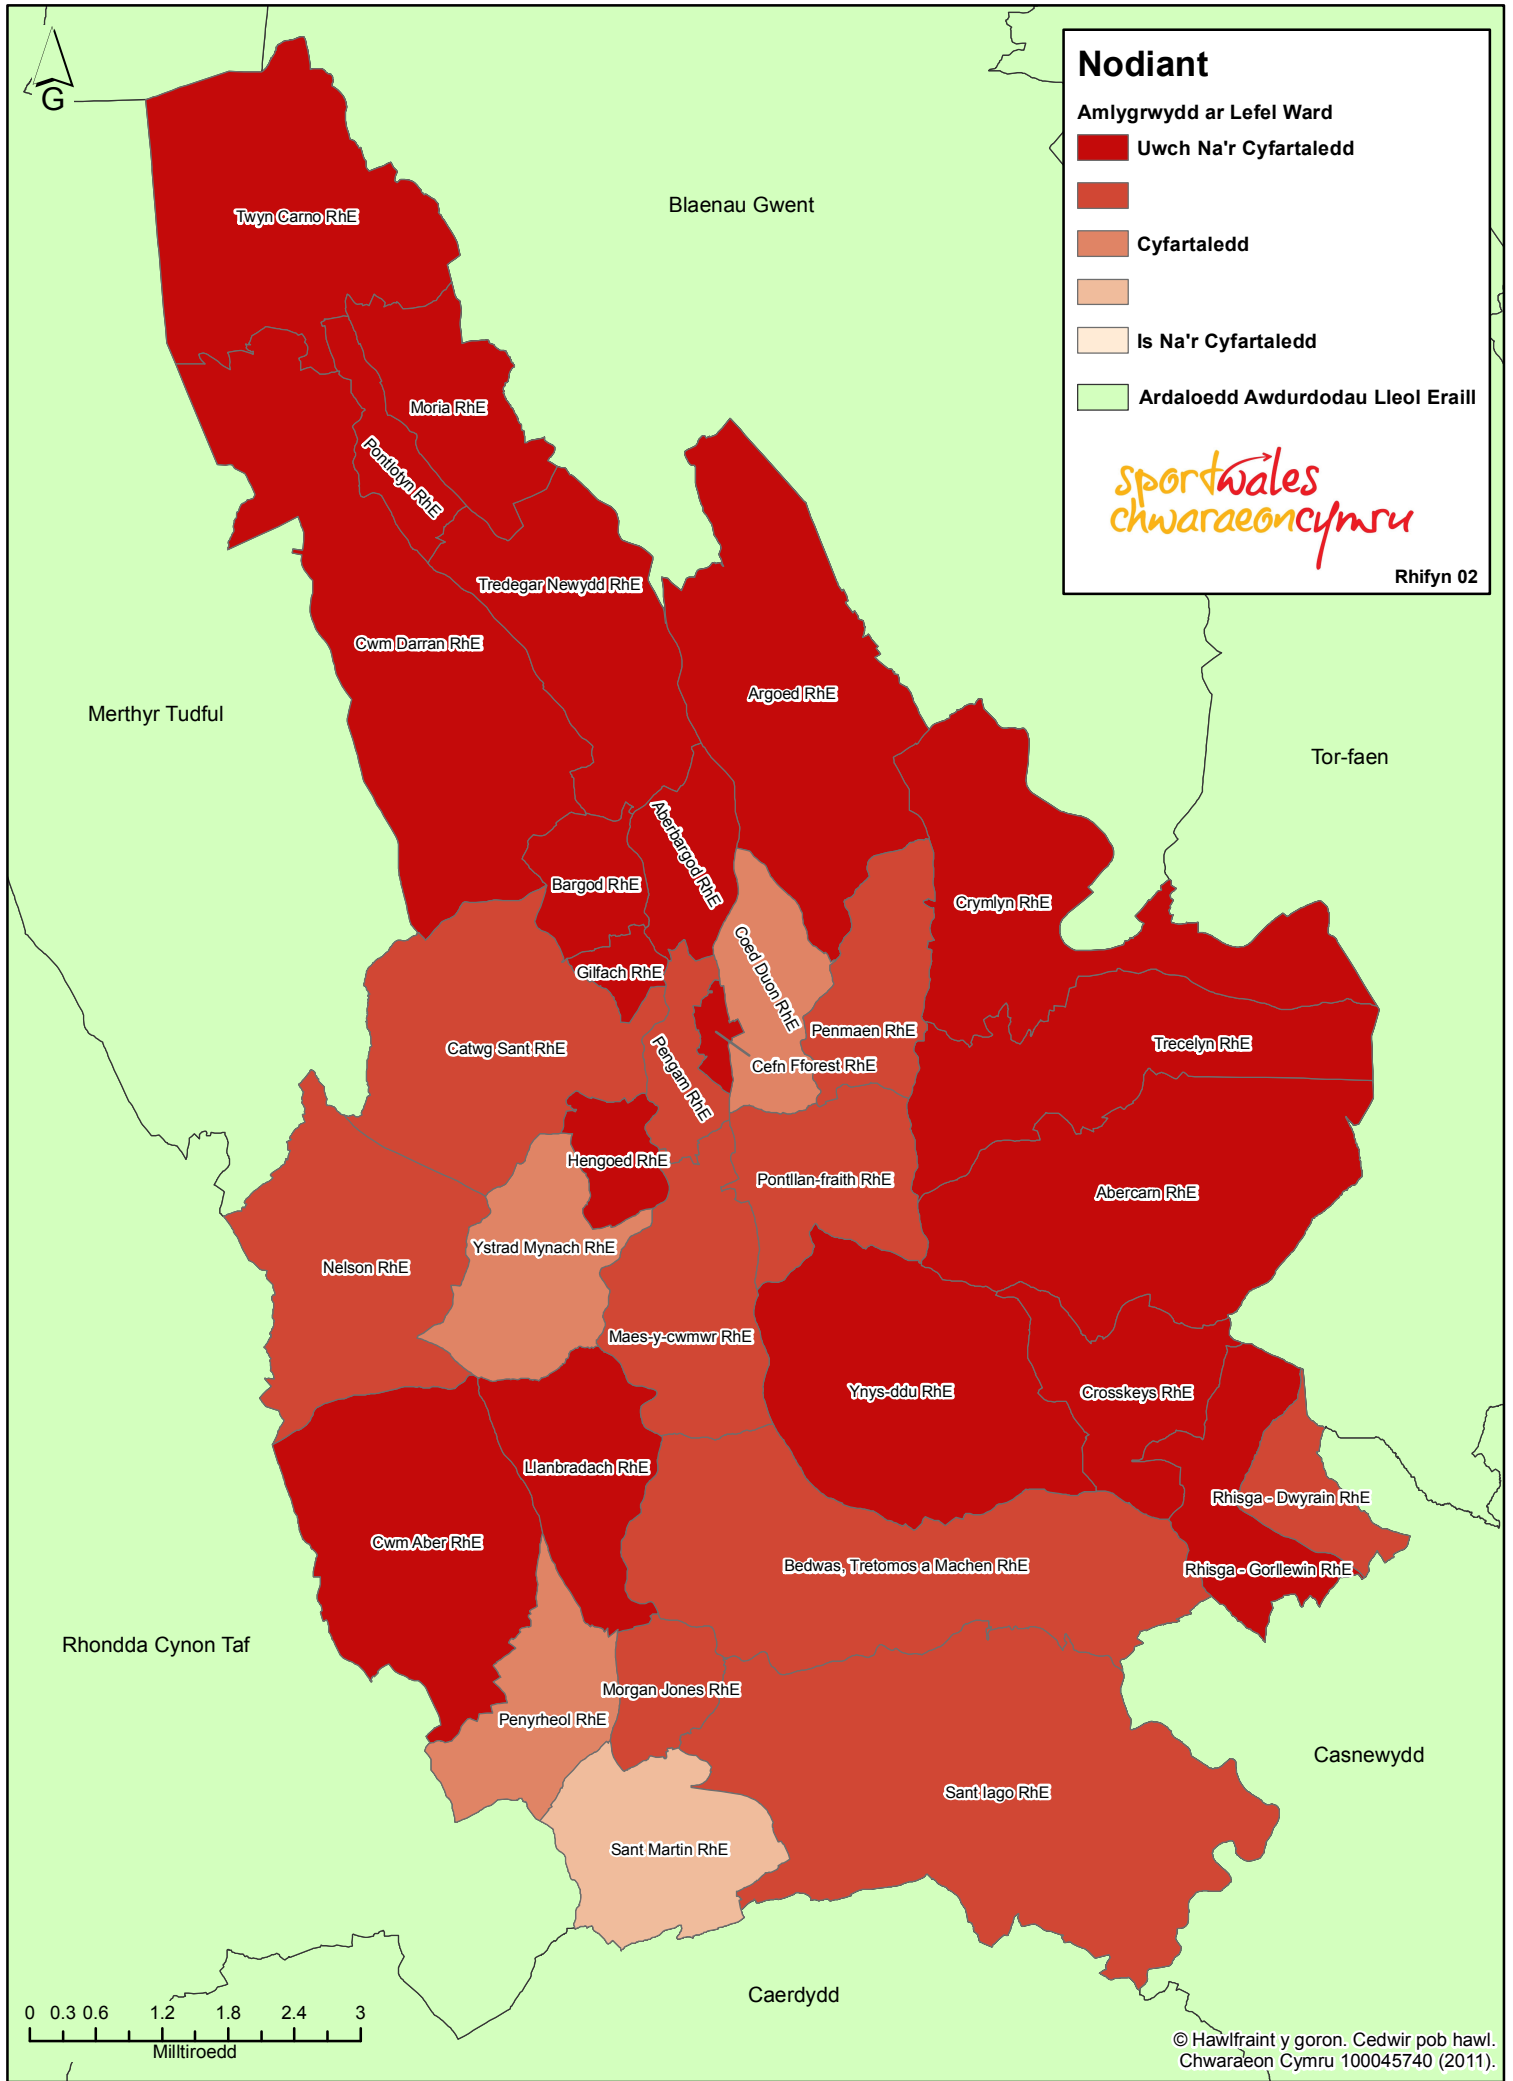 G
Nodiant
Amlygrwydd ar Lefel Ward
Uwch Na'r Cyfartaledd
Cyfartaledd
Is Na'r Cyfartaledd
Ardaloedd Awdurdodau Lleol Eraill
sportwales
chwaraeoncymru
Rhifyn 02
Blaenau Gwent
Twyn Carno RhE
Moria RhE
Pontlotyn RhE
Tredegar Newydd RhE
Cwm Darran RhE
Argoed RhE
Merthyr Tudful
Tor-faen
Aberbargod RhE
Bargod RhE
Crymlyn RhE
Coed Duon RhE
Gilfach RhE
Penmaen RhE
Trecelyn RhE
Catwg Sant RhE
Cefn Fforest RhE
Pengam RhE
Hengoed RhE
Pontllan-fraith RhE
Abercarn RhE
Ystrad Mynach RhE
Nelson RhE
Maes-y-cwmwr RhE
Ynys-ddu RhE
Crosskeys RhE
Llanbradach RhE
Rhisga - Dwyrain RhE
Cwm Aber RhE
Bedwas, Tretomos a Machen RhE
Rhisga - Gorllewin RhE
Rhondda Cynon Taf
Morgan Jones RhE
Penyrheol RhE
Casnewydd
Sant Iago RhE
Sant Martin RhE
Caerdydd
0 0.3 0.6 1.2 1.8 2.4 3
Milltiroedd
© Hawlfraint y goron. Cedwir pob hawl.
Chwaraeon Cymru 100045740 (2011).